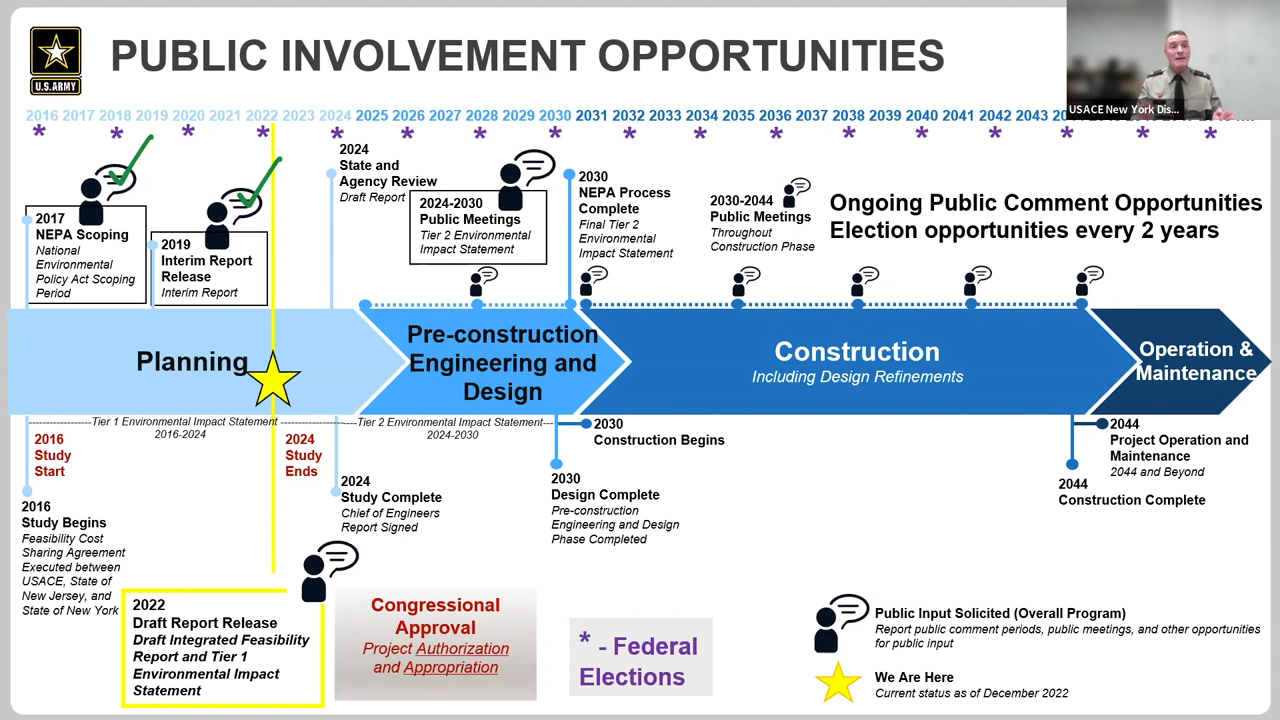 PUBLIC INVOLVEMENT OPPORTUNITIES
U.S.ARMY
USACE New York Dis...
2016 2017 2018 2019 2020 2021 2022 2023 2024 2025 2026 2027 2028 2029 2030 2031 2032 2033 2034 2035 2036 2037 2038 2039 2040 2041 2042 2043
* * * * * * * * * * * * * * * * *
2017
NEPA Scoping
National
Environmental
Policy Act Scoping
Period
2019
Interim Report
Release
Interim Report
2024
State and
Agency Review
Draft Report
2024-2030
Public Meetings
Tier 2 Environmental
Impact Statement
2030
NEPA Process
Complete
Final Tier 2
Environmental
Impact Statement
2030-2044
Public Meetings
Throughout
Construction Phase
Ongoing Public Comment Opportunities
Election opportunities every 2 years
Planning
Pre-construction
Engineering and
Design
Construction
Including Design Refinements
Operation &
Maintenance
Tier 1 Environmental Impact Statement
2016-2024
Tier 2 Environmental Impact Statement
2024-2030
2016
Study
Start
2024
Study
Ends
2016
Study Begins
Feasibility Cost
Sharing Agreement
Executed between
USACE, State of
New Jersey, and
State of New York
2024
Study Complete
Chief of Engineers
Report Signed
2030
Construction Begins
2030
Design Complete
Pre-construction
Engineering and Design
Phase Completed
2044
Project Operation and
Maintenance
2044 and Beyond
2044
Construction Complete
2022
Draft Report Release
Draft Integrated Feasibility
Report and Tier 1
Environmental Impact
Statement
Congressional
Approval
Project Authorization
and Appropriation
* - Federal
Elections
Public Input Solicited (Overall Program)
Report public comment periods, public meetings, and other opportunities
for public input
We Are Here
Current status as of December 2022